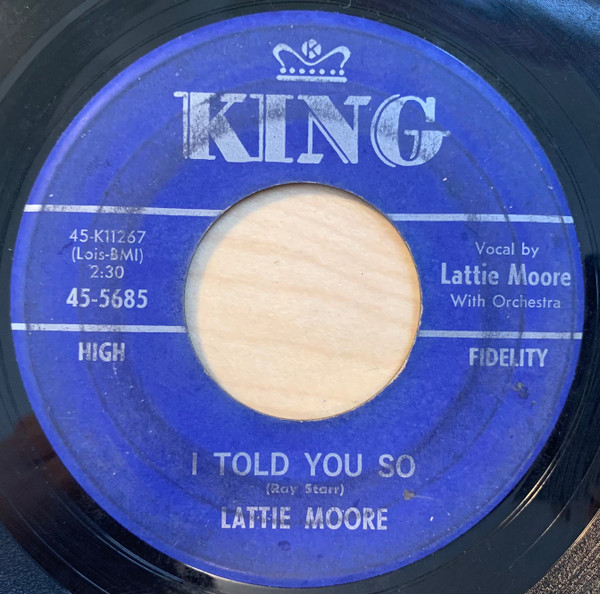 K
KING
45-K11267
(Lois-BMI)
2:30
45-5685
Vocal by
Lattie Moore
With Orchestra
HIGH
FIDELITY
I TOLD YOU SO
(Ray Starr)
LATTIE MOORE